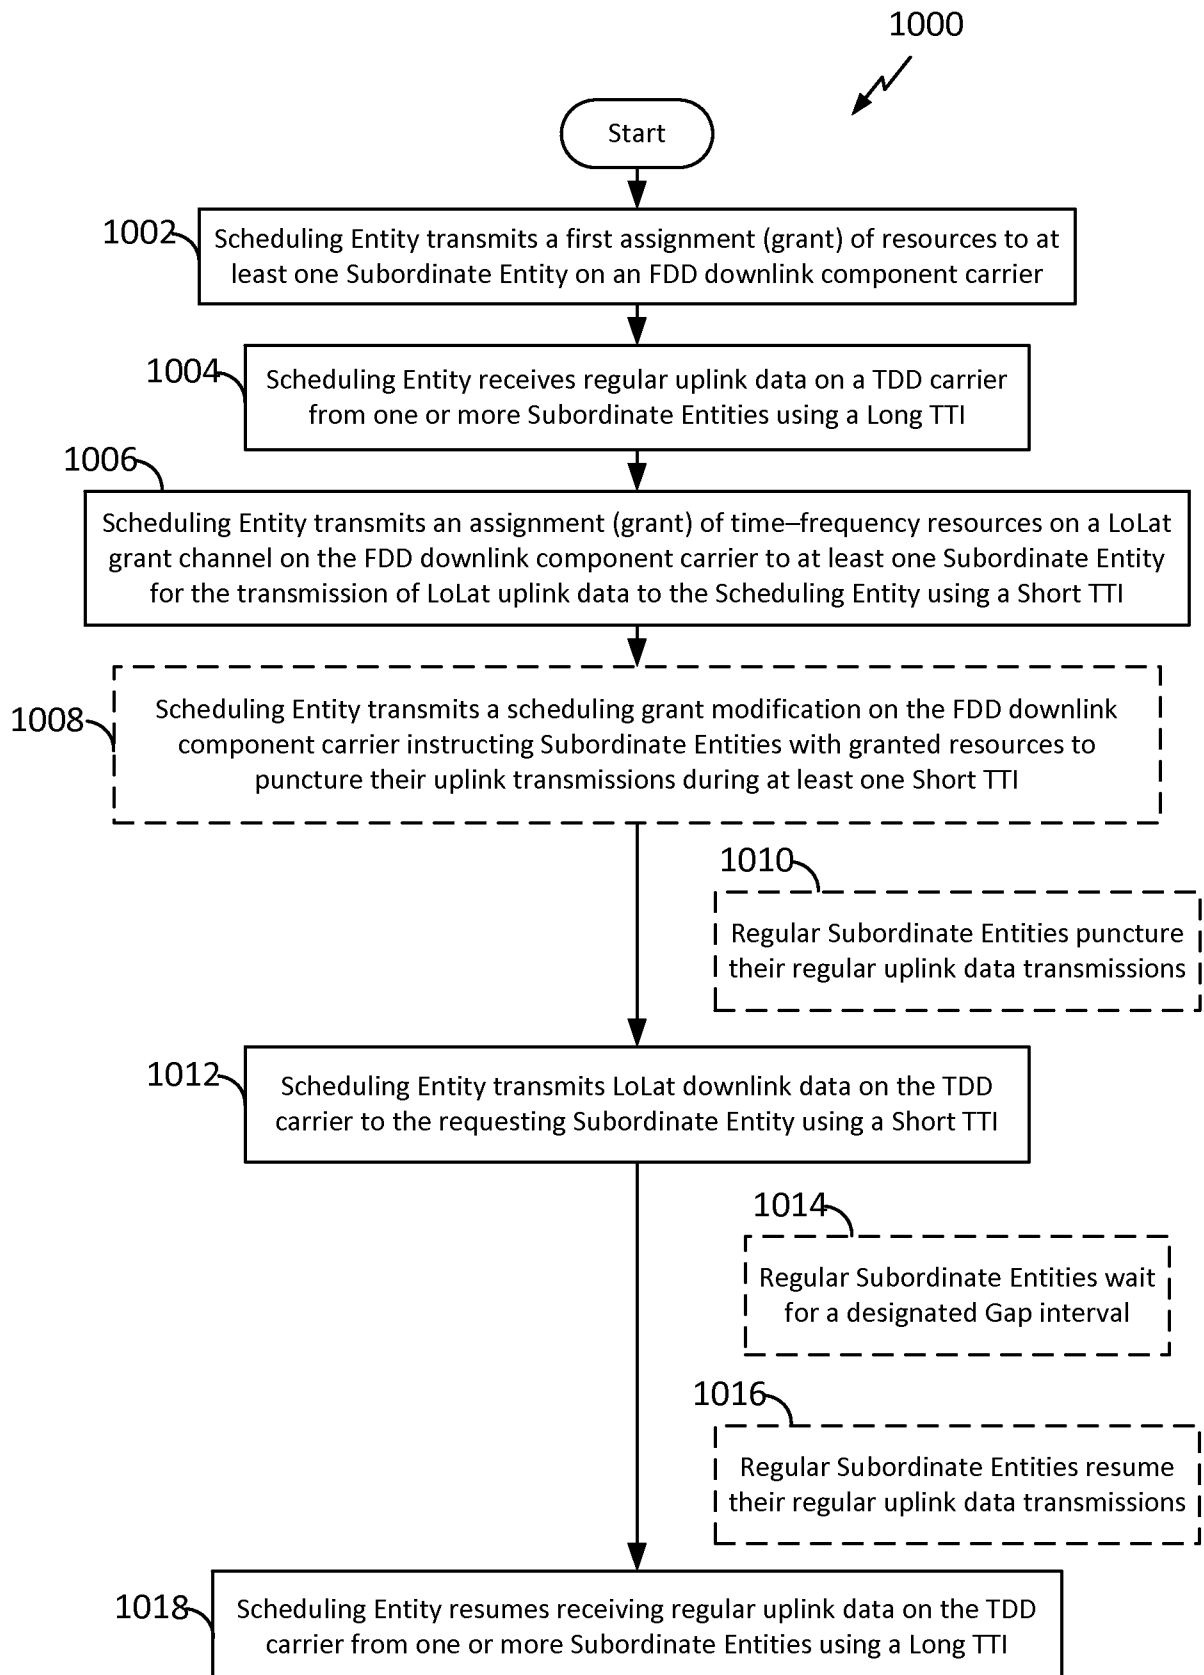 1000
Start
1002
Scheduling Entity transmits a first assignment (grant) of resources to at
least one Subordinate Entity on an FDD downlink component carrier
1004
Scheduling Entity receives regular uplink data on a TDD carrier
from one or more Subordinate Entities using a Long TTI
1006
Scheduling Entity transmits an assignment (grant) of time–frequency resources on a LoLat
grant channel on the FDD downlink component carrier to at least one Subordinate Entity
for the transmission of LoLat uplink data to the Scheduling Entity using a Short TTI
1008
Scheduling Entity transmits a scheduling grant modification on the FDD downlink
component carrier instructing Subordinate Entities with granted resources to
puncture their uplink transmissions during at least one Short TTI
1010
Regular Subordinate Entities puncture
their regular uplink data transmissions
1012
Scheduling Entity transmits LoLat downlink data on the TDD
carrier to the requesting Subordinate Entity using a Short TTI
1014
Regular Subordinate Entities wait
for a designated Gap interval
1016
Regular Subordinate Entities resume
their regular uplink data transmissions
1018
Scheduling Entity resumes receiving regular uplink data on the TDD
carrier from one or more Subordinate Entities using a Long TTI